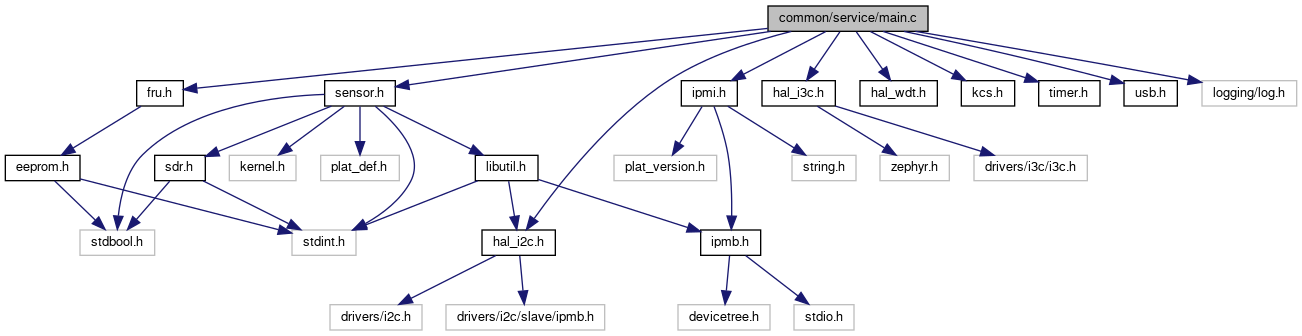 common/service/main.c
fru.h
sensor.h
ipmi.h
hal_i3c.h
hal_wdt.h
kcs.h
timer.h
usb.h
logging/log.h
eeprom.h
sdr.h
kernel.h
plat_def.h
libutil.h
plat_version.h
string.h
zephyr.h
drivers/i3c/i3c.h
stdbool.h
stdint.h
hal_i2c.h
ipmb.h
drivers/i2c.h
drivers/i2c/slave/ipmb.h
devicetree.h
stdio.h